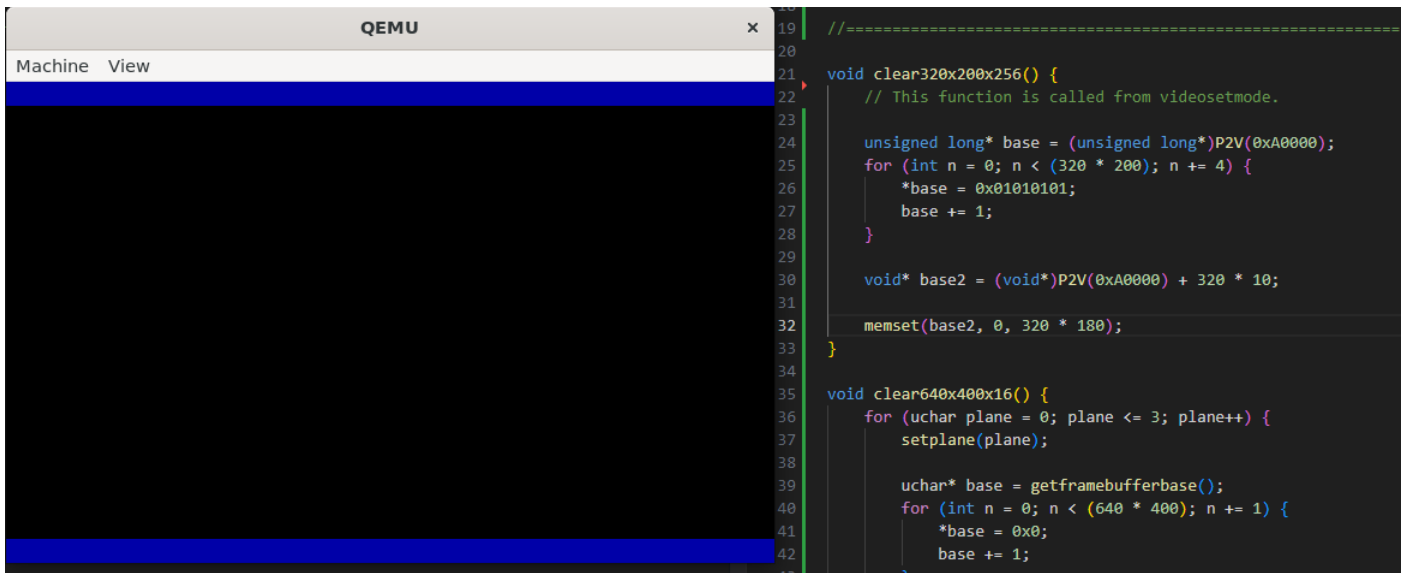 QEMU ×
Machine View
19 //============================================================
20
21 void clear320x200x256() {
22 // This function is called from videosetmode.
23
24 unsigned long* base = (unsigned long*)P2V(0xA0000);
25 for (int n = 0; n < (320 * 200); n += 4) {
26 *base = 0x01010101;
27 base += 1;
28 }
29
30 void* base2 = (void*)P2V(0xA0000) + 320 * 10;
31
32 memset(base2, 0, 320 * 180);
33 }
34
35 void clear640x400x16() {
36 for (uchar plane = 0; plane <= 3; plane++) {
37 setplane(plane);
38
39 uchar* base = getframebufferbase();
40 for (int n = 0; n < (640 * 400); n += 1) {
41 *base = 0x0;
42 base += 1;